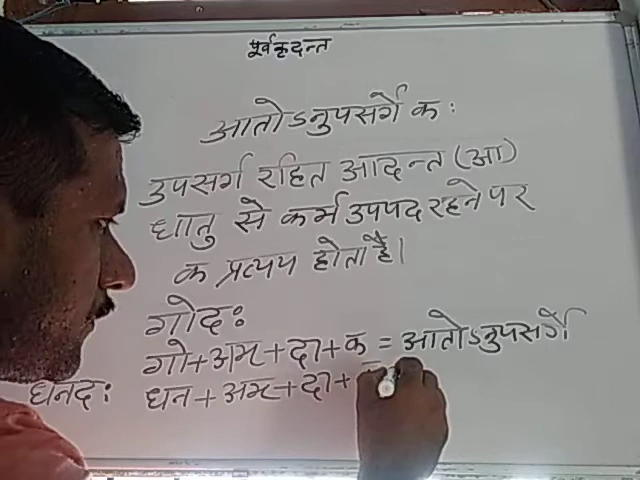 पूर्वकृदन्त
आतोऽनुपसर्गे कः
उपसर्ग रहित आदन्त (आ)
धातु से कर्म उपपद रहने पर
क प्रत्यय होता है।
गोदः
गो+अम+दा+क = आतोऽनुपसर्गे
धनदः धन+अम+दा+